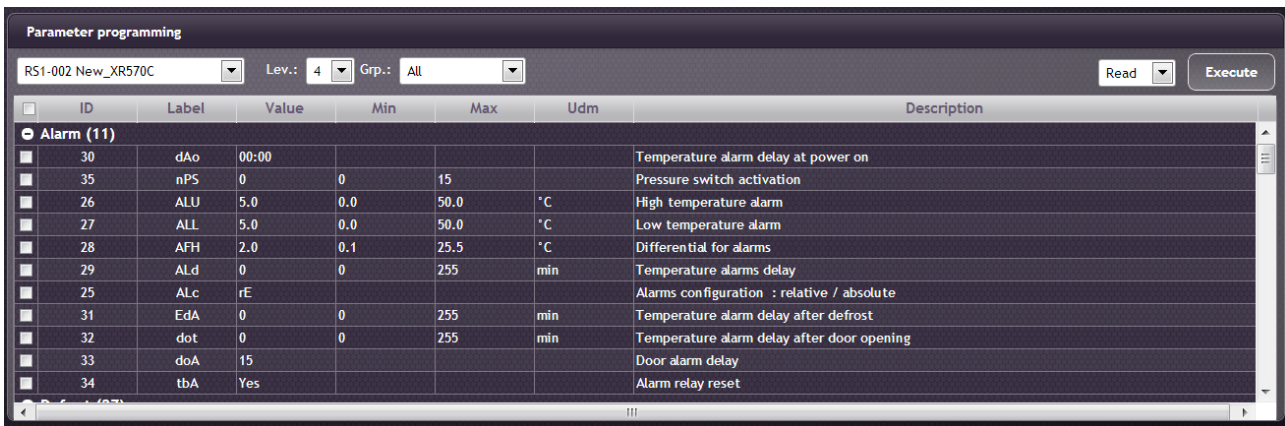 Parameter programming
RS1-002 New_XR570C Lev.: 4 Grp.: All Read Execute
ID Label Value Min Max Udm Description
Alarm (11)
30 dAo 00:00 Temperature alarm delay at power on
35 nPS 0 0 15 Pressure switch activation
26 ALU 5.0 0.0 50.0 °C High temperature alarm
27 ALL 5.0 0.0 50.0 °C Low temperature alarm
28 AFH 2.0 0.1 25.5 °C Differential for alarms
29 ALd 0 0 255 min Temperature alarms delay
25 ALc rE Alarms configuration : relative / absolute
31 EdA 0 0 255 min Temperature alarm delay after defrost
32 dot 0 0 255 min Temperature alarm delay after door opening
33 doA 15 Door alarm delay
34 tbA Yes Alarm relay reset